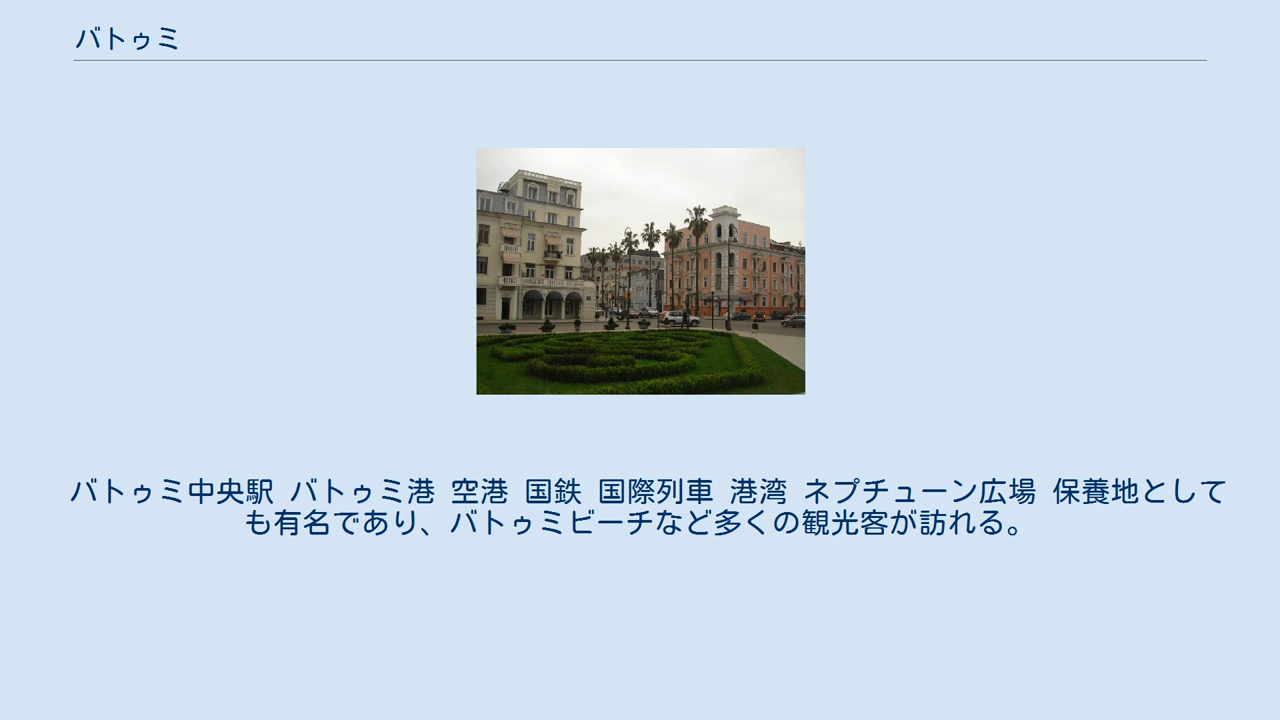 バトゥミ
バトゥミ中央駅 バトゥミ港 空港 国鉄 国際列車 港湾 ネプチューン広場 保養地として
も有名であり、バトゥミビーチなど多くの観光客が訪れる。